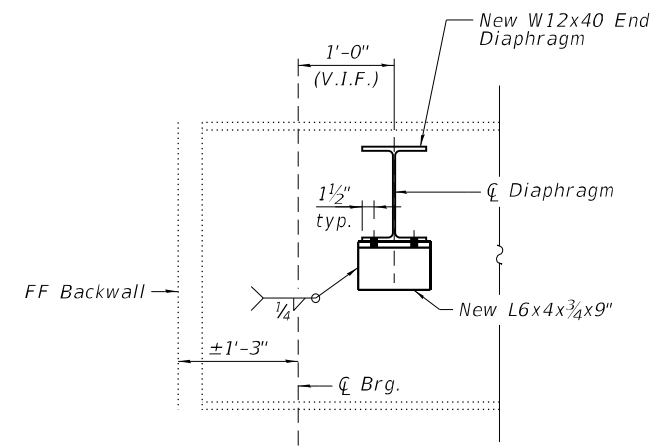 New W12x40 End
Diaphragm
1'-0"
(V.I.F.)
1½"
typ.
℄ Diaphragm
FF Backwall
¼
New L6x4x¾x9"
±1'-3"
℄ Brg.